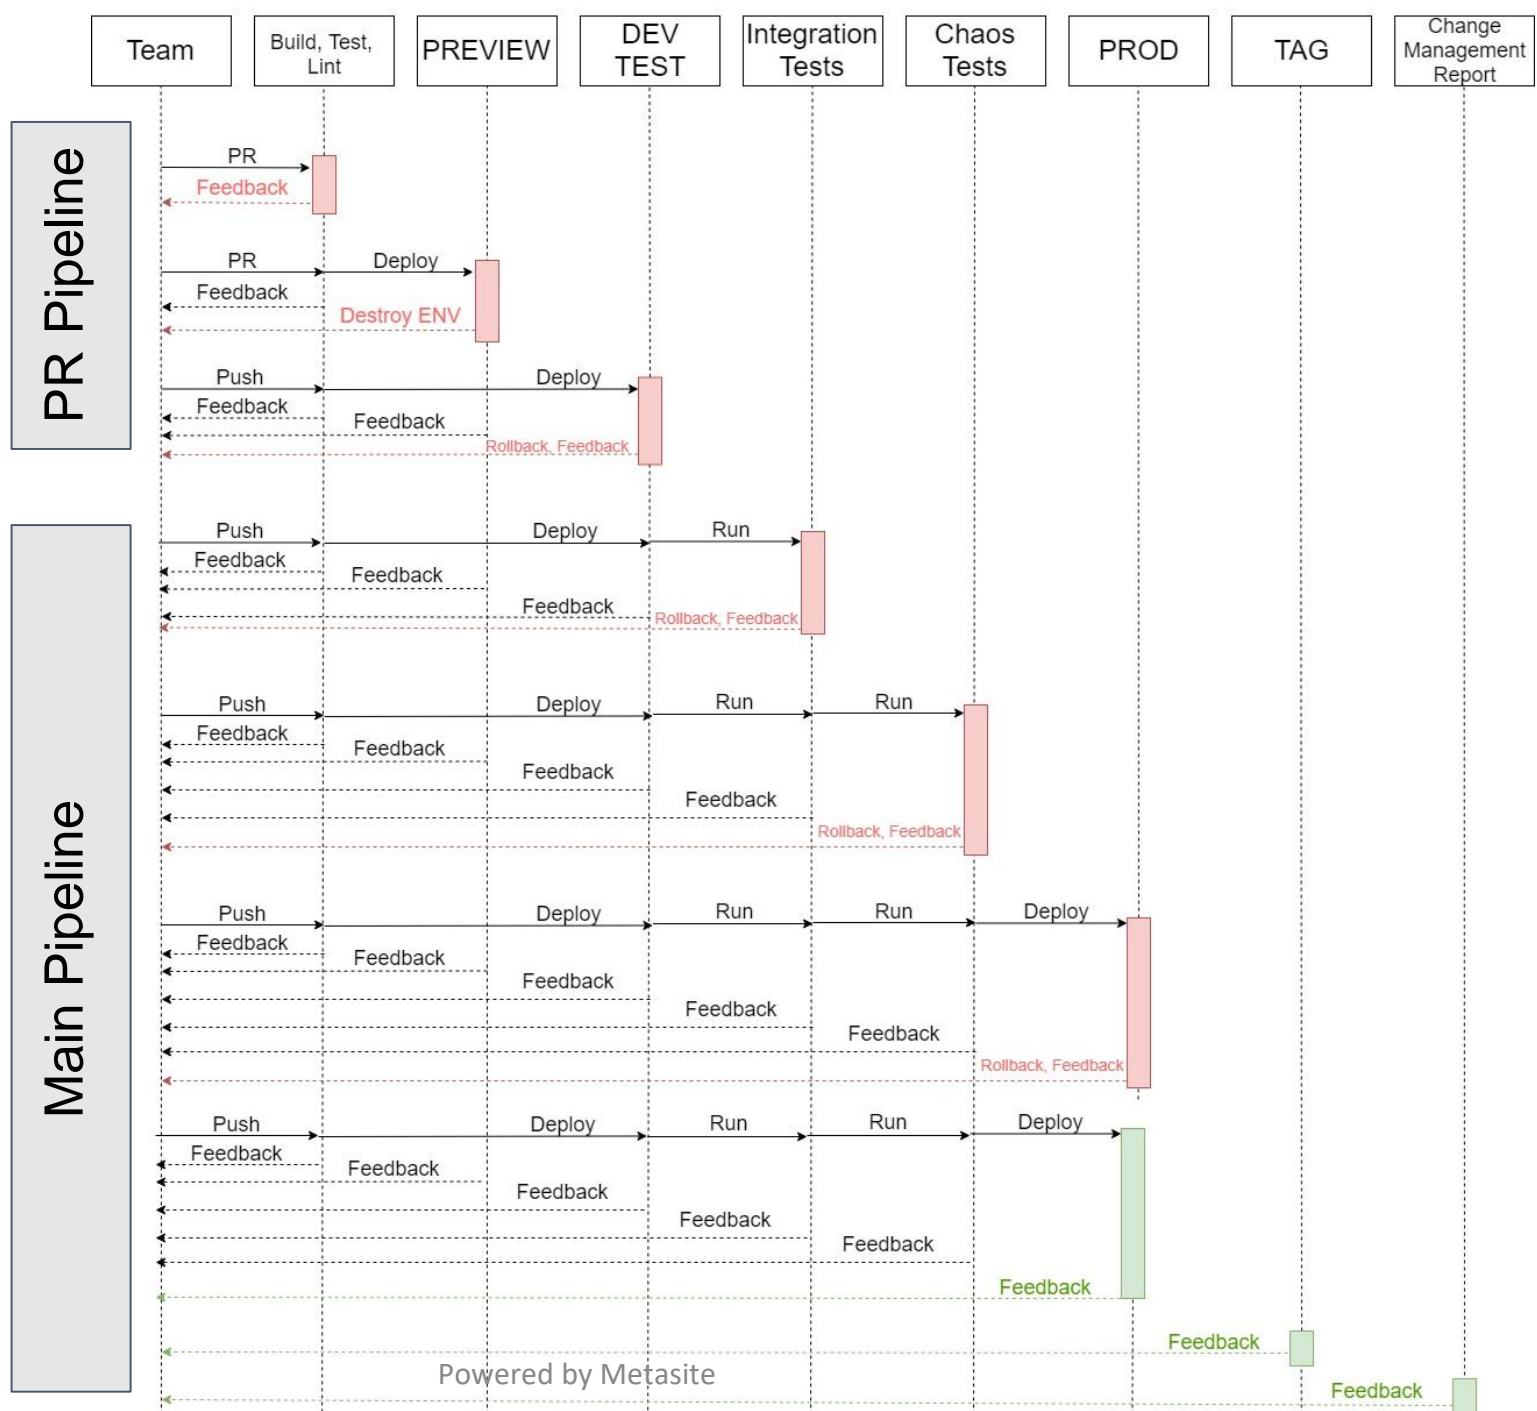 Team
Build, Test,
Lint
PREVIEW
DEV
TEST
Integration
Tests
Chaos
Tests
PROD
TAG
Change
Management
Report
PR Pipeline
PR
Feedback
PR
Deploy
Feedback
Destroy ENV
Push
Deploy
Feedback
Feedback
Rollback, Feedback
Main Pipeline
Push
Deploy
Run
Feedback
Feedback
Feedback
Rollback, Feedback
Push
Deploy
Run
Run
Feedback
Feedback
Feedback
Feedback
Rollback, Feedback
Push
Deploy
Run
Run
Deploy
Feedback
Feedback
Feedback
Feedback
Feedback
Rollback, Feedback
Push
Deploy
Run
Run
Deploy
Feedback
Feedback
Feedback
Feedback
Feedback
Feedback
Feedback
Powered by Metasite
Feedback